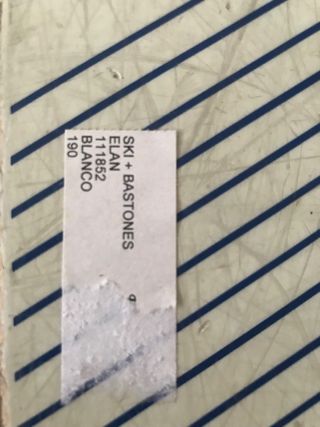 SKI + BASTONES
ELAN
111852
BLANCO
190